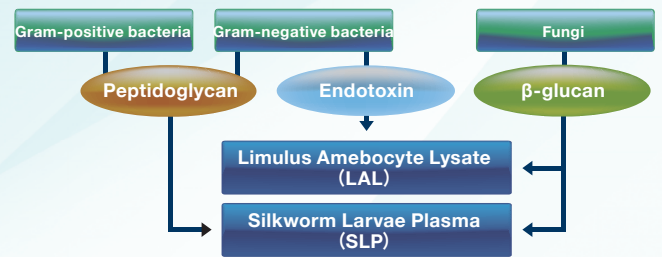 Gram-positive bacteria
Gram-negative bacteria
Fungi
Peptidoglycan
Endotoxin
β-glucan
Limulus Amebocyte Lysate
(LAL)
Silkworm Larvae Plasma
(SLP)